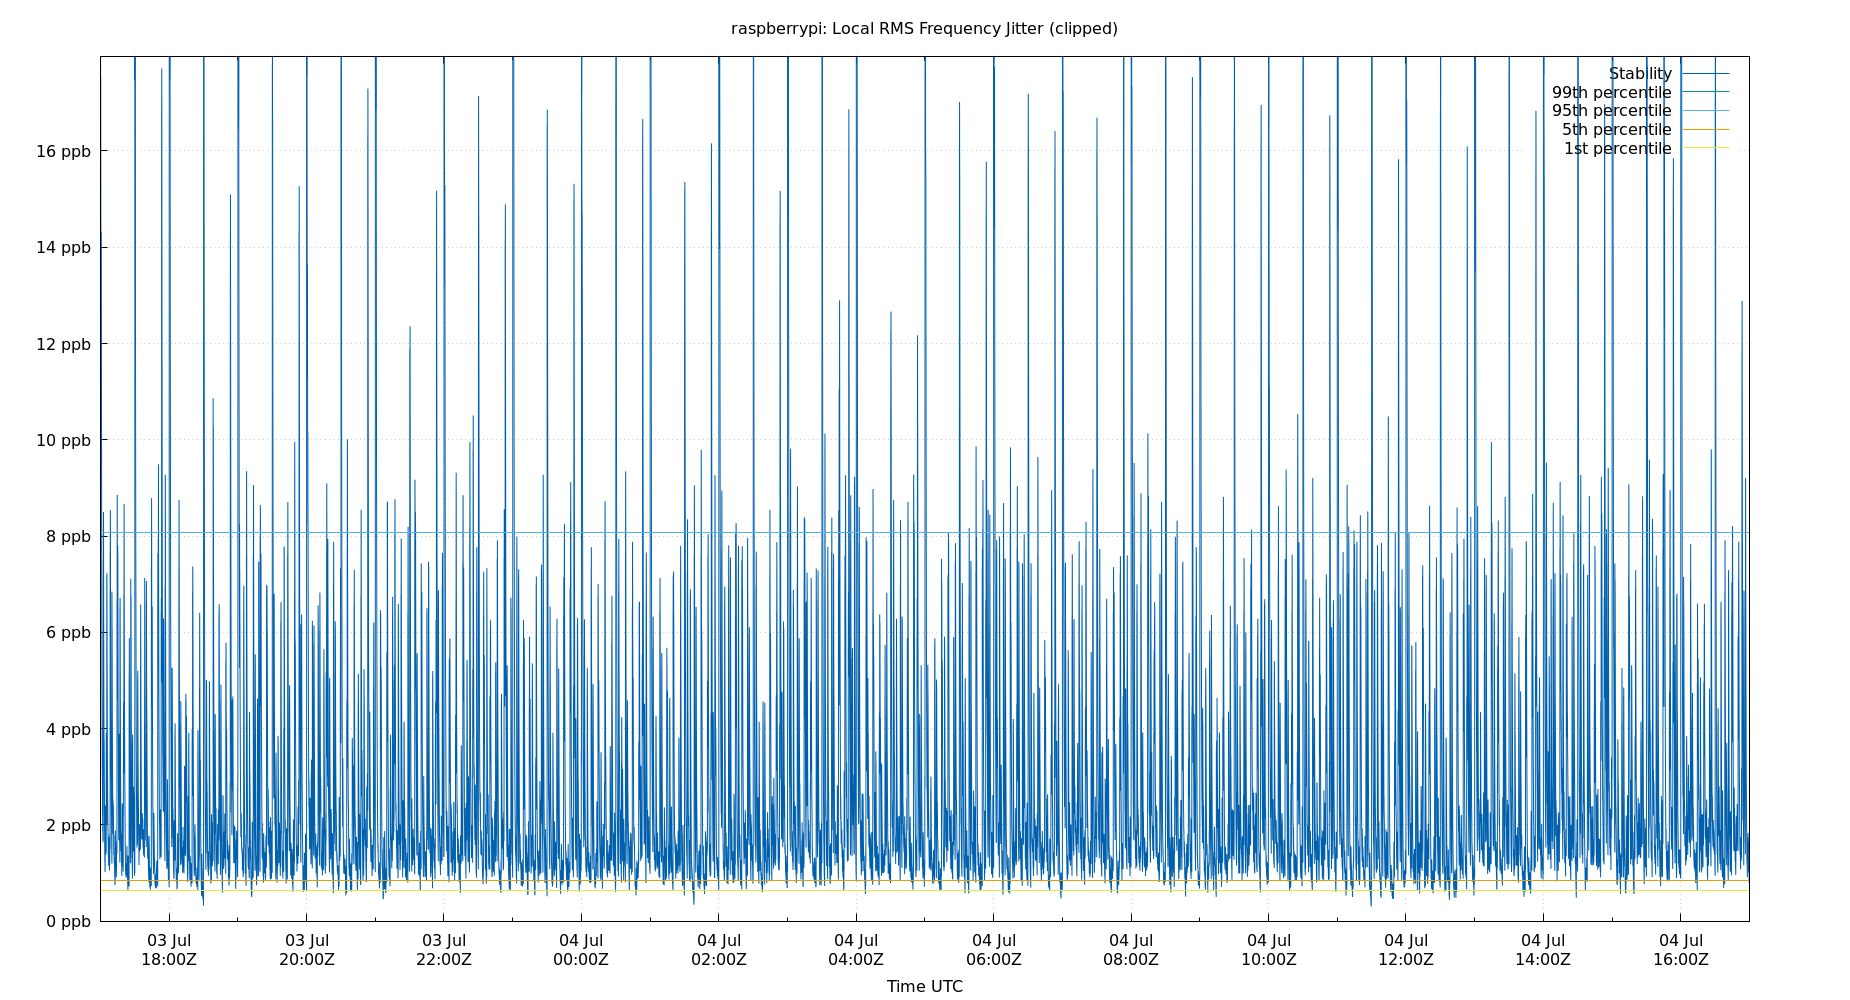 raspberrypi: Local RMS Frequency Jitter (clipped)
Stability
99th percentile
95th percentile
5th percentile
1st percentile
16 ppb
14 ppb
12 ppb
10 ppb
8 ppb
6 ppb
4 ppb
2 ppb
0 ppb
03 Jul 03 Jul 03 Jul 04 Jul 04 Jul 04 Jul 04 Jul 04 Jul 04 Jul 04 Jul 04 Jul 04 Jul
18:00Z 20:00Z 22:00Z 00:00Z 02:00Z 04:00Z 06:00Z 08:00Z 10:00Z 12:00Z 14:00Z 16:00Z
Time UTC